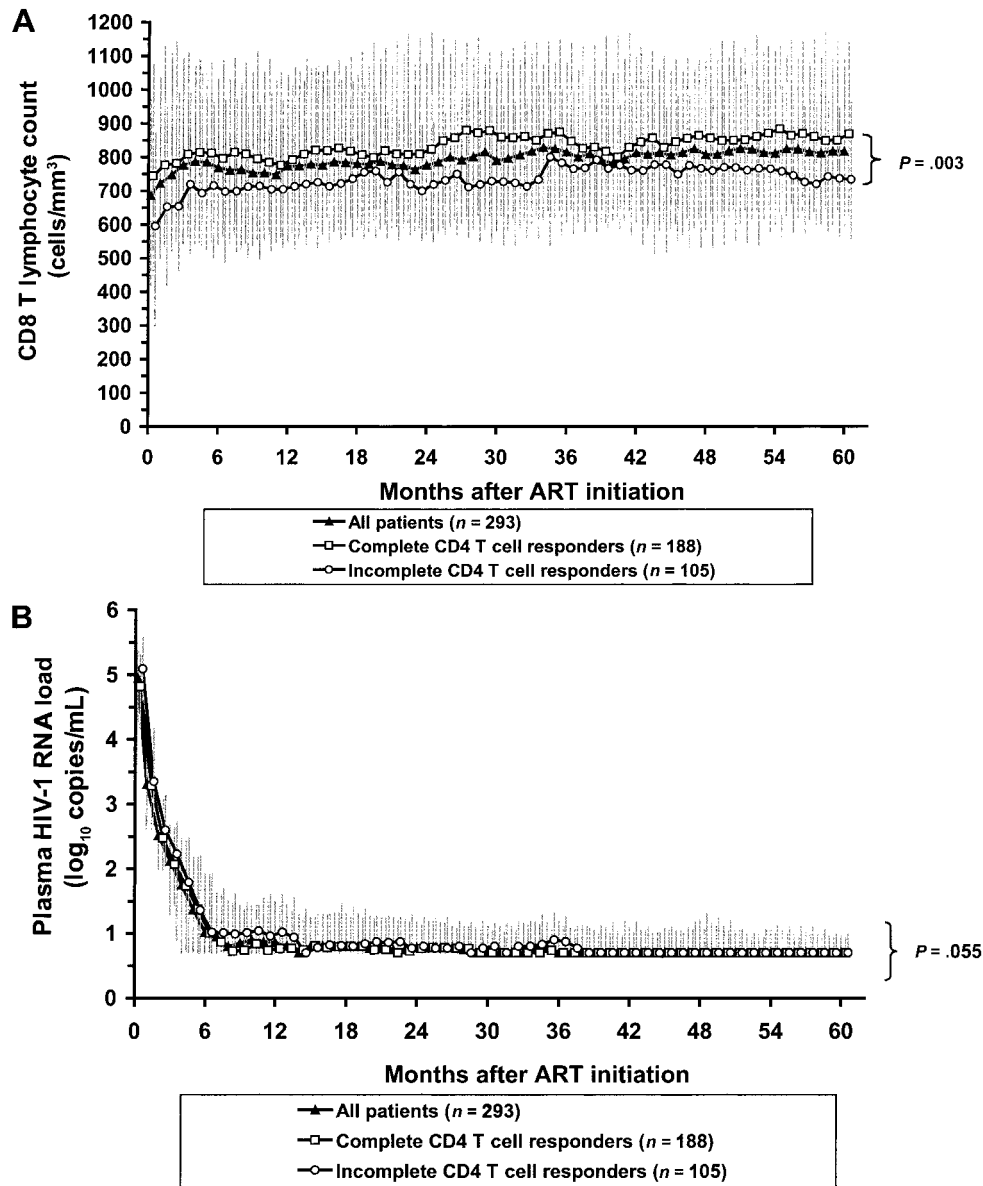 A
CD8 T lymphocyte count
(cells/mm³)
1200
1100
1000
900
800
700
600
500
400
300
200
100
0
P = .003
0 6 12 18 24 30 36 42 48 54 60
Months after ART initiation
All patients (n = 293)
Complete CD4 T cell responders (n = 188)
Incomplete CD4 T cell responders (n = 105)
B
Plasma HIV-1 RNA load
(log₁₀ copies/mL)
6
5
4
3
2
1
0
P = .055
0 6 12 18 24 30 36 42 48 54 60
Months after ART initiation
All patients (n = 293)
Complete CD4 T cell responders (n = 188)
Incomplete CD4 T cell responders (n = 105)